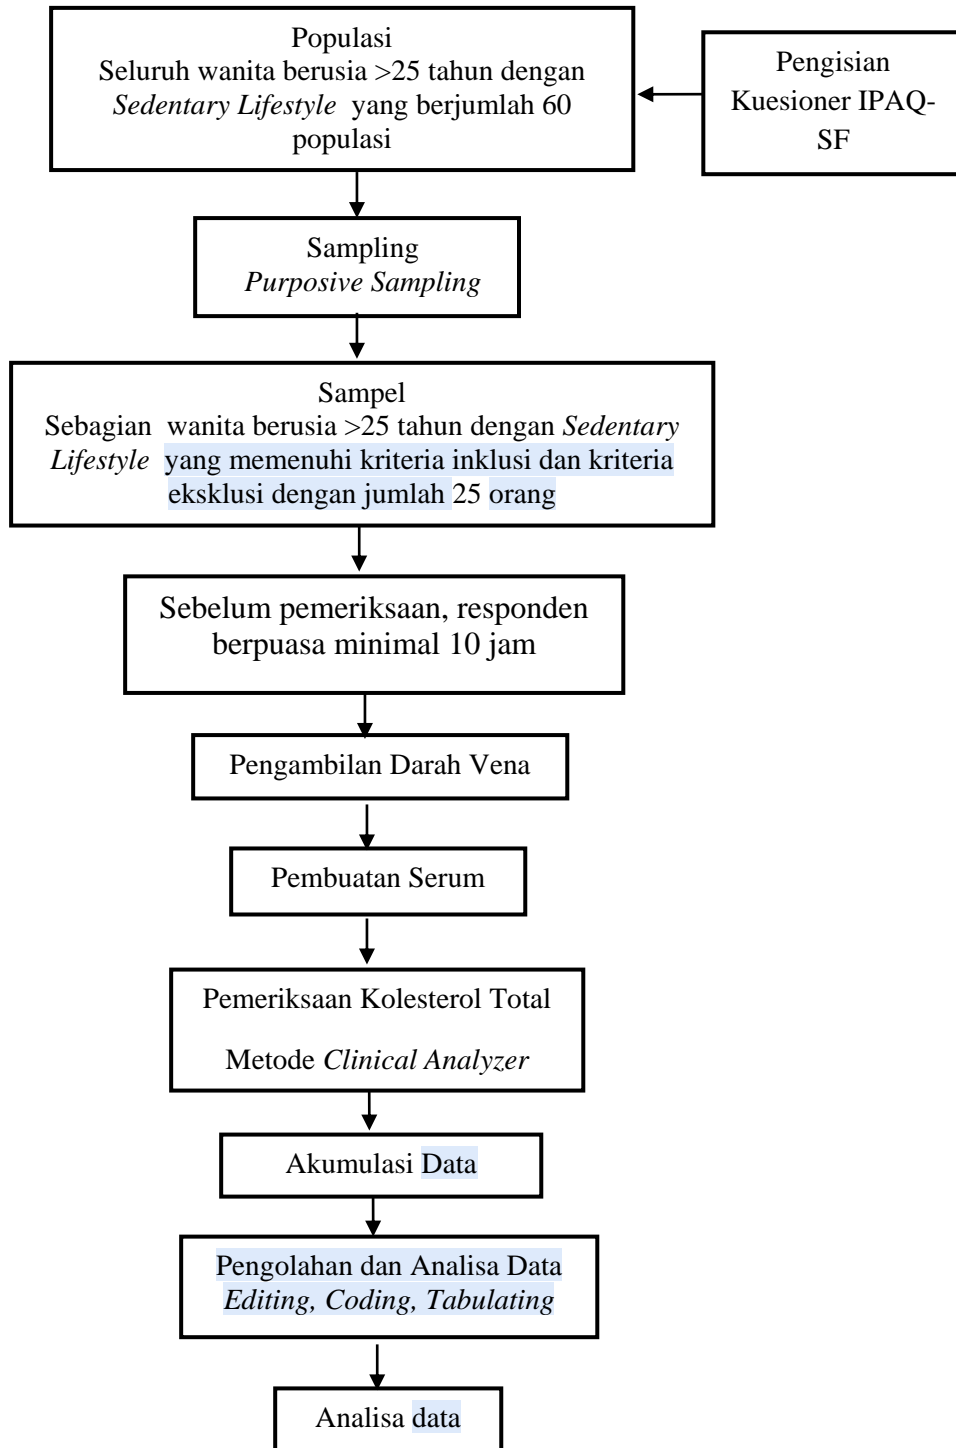 Populasi
Seluruh wanita berusia >25 tahun dengan
Sedentary Lifestyle yang berjumlah 60
populasi
Pengisian
Kuesioner IPAQ-
SF
Sampling
Purposive Sampling
Sampel
Sebagian wanita berusia >25 tahun dengan Sedentary
Lifestyle yang memenuhi kriteria inklusi dan kriteria
eksklusi dengan jumlah 25 orang
Sebelum pemeriksaan, responden
berpuasa minimal 10 jam
Pengambilan Darah Vena
Pembuatan Serum
Pemeriksaan Kolesterol Total
Metode Clinical Analyzer
Akumulasi Data
Pengolahan dan Analisa Data
Editing, Coding, Tabulating
Analisa data